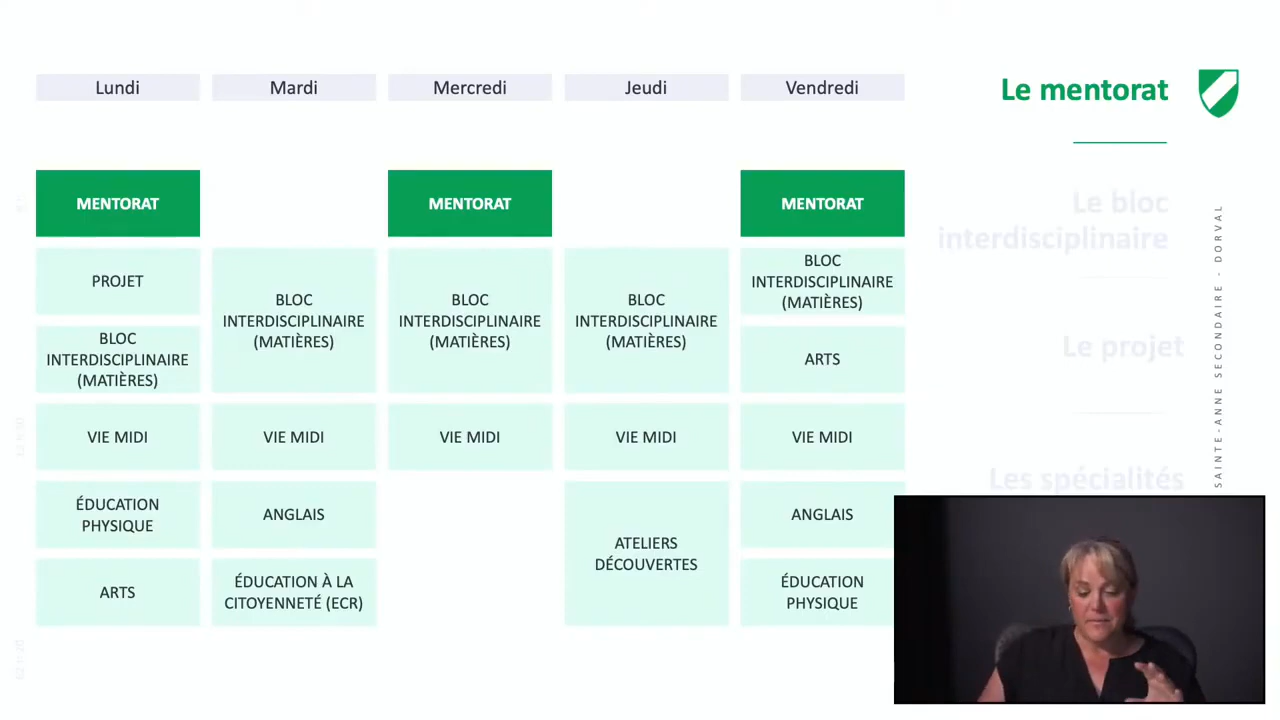 Lundi
Mardi
Mercredi
Jeudi
Vendredi
Le mentorat
MENTORAT
MENTORAT
MENTORAT
Le bloc
interdisciplinaire
PROJET
BLOC
INTERDISCIPLINAIRE
(MATIÈRES)
BLOC
INTERDISCIPLINAIRE
(MATIÈRES)
BLOC
INTERDISCIPLINAIRE
(MATIÈRES)
BLOC
INTERDISCIPLINAIRE
(MATIÈRES)
BLOC
INTERDISCIPLINAIRE
(MATIÈRES)
ARTS
Le projet
VIE MIDI
VIE MIDI
VIE MIDI
VIE MIDI
VIE MIDI
Les spécialités
SAINTE-ANNE SECONDAIRE - DORVAL
ÉDUCATION
PHYSIQUE
ANGLAIS
ATELIERS
DÉCOUVERTES
ANGLAIS
ARTS
ÉDUCATION À LA
CITOYENNETÉ (ECR)
ÉDUCATION
PHYSIQUE